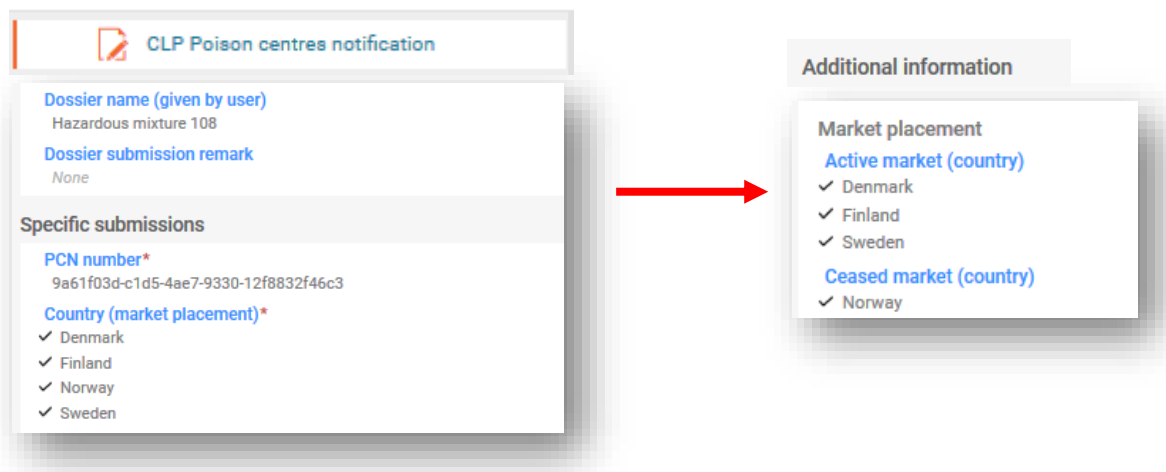 CLP Poison centres notification
Dossier name (given by user)
Hazardous mixture 108
Dossier submission remark
None
Specific submissions
PCN number*
9a61f03d-c1d5-4ae7-9330-12f8832f46c3
Country (market placement)*
Denmark
Finland
Norway
Sweden
Additional information
Market placement
Active market (country)
Denmark
Finland
Sweden
Ceased market (country)
Norway